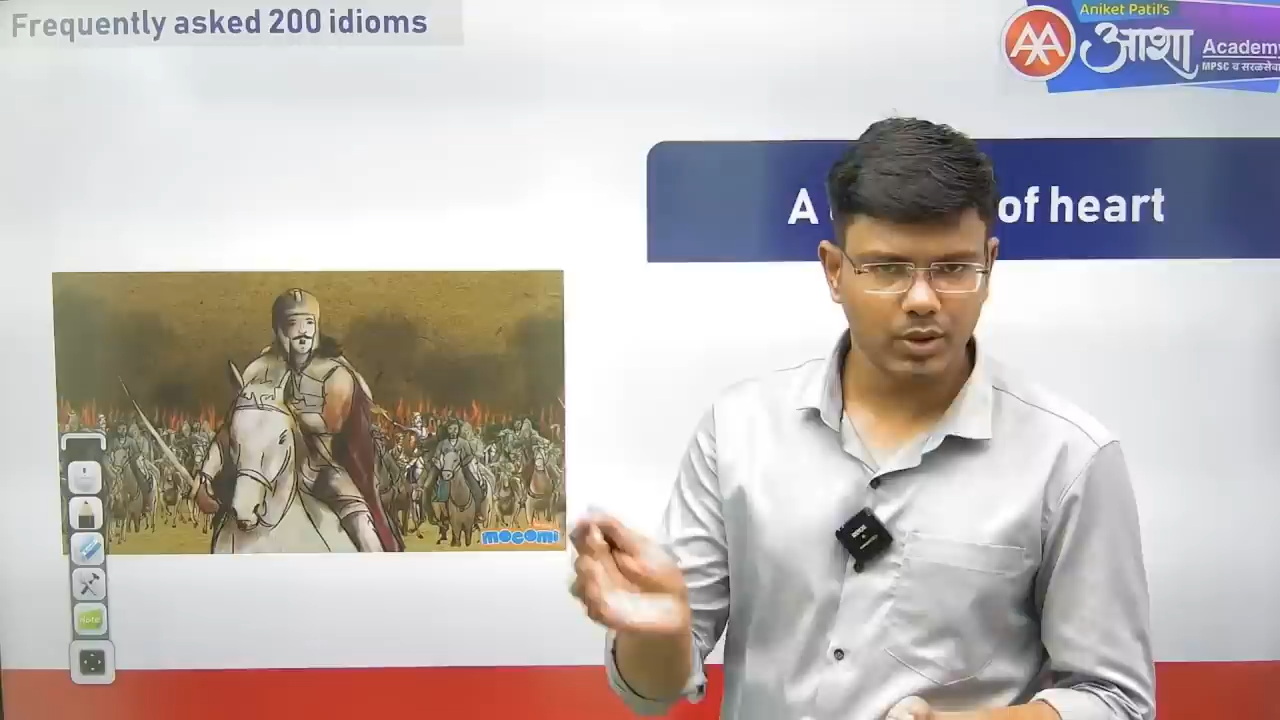 Frequently asked 200 idioms
Aniket Patil's
आशा
Academy
MPSC व सरळसेवा
A
of heart
mocomi
Note